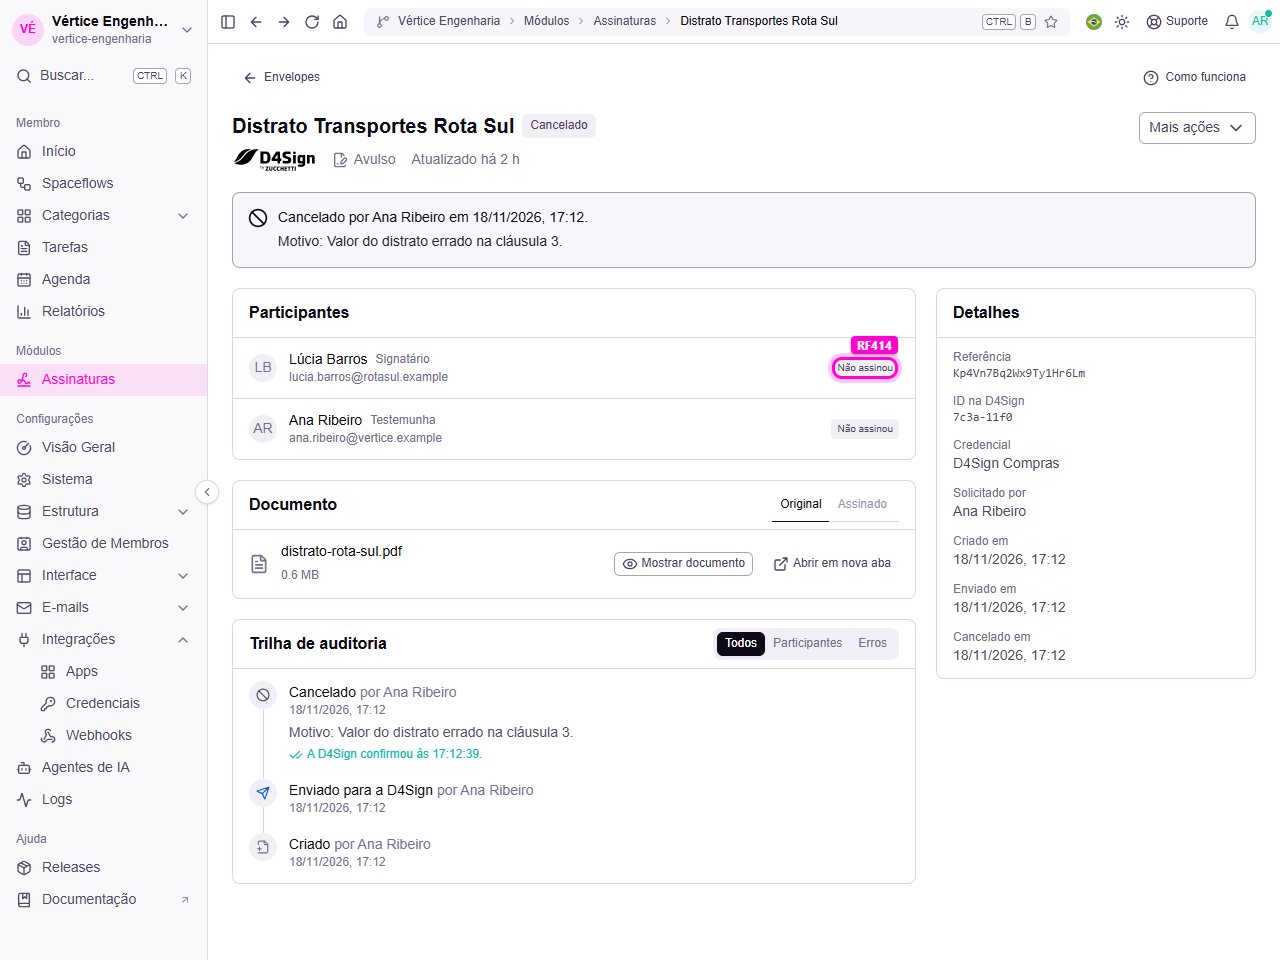 VÉ
Vértice Engenh...
vertice-engenharia
Vértice Engenharia
Módulos
Assinaturas
Distrato Transportes Rota Sul
CTRL B
Suporte
AR
Buscar...
CTRL K
Membro
Início
Spaceflows
Categorias
Tarefas
Agenda
Relatórios
Módulos
Assinaturas
Configurações
Visão Geral
Sistema
Estrutura
Gestão de Membros
Interface
E-mails
Integrações
Apps
Credenciais
Webhooks
Agentes de IA
Logs
Ajuda
Releases
Documentação
Envelopes
Como funciona
Distrato Transportes Rota Sul
Cancelado
Mais ações
D4Sign
by ZUCCHETTI
Avulso
Atualizado há 2 h
Cancelado por Ana Ribeiro em 18/11/2026, 17:12.
Motivo: Valor do distrato errado na cláusula 3.
Participantes
RF414
LB
Lúcia Barros Signatário
lucia.barros@rotasul.example
Não assinou
AR
Ana Ribeiro Testemunha
ana.ribeiro@vertice.example
Não assinou
Documento
Original
Assinado
distrato-rota-sul.pdf
0.6 MB
Mostrar documento
Abrir em nova aba
Trilha de auditoria
Todos
Participantes
Erros
Cancelado por Ana Ribeiro
18/11/2026, 17:12
Motivo: Valor do distrato errado na cláusula 3.
A D4Sign confirmou às 17:12:39.
Enviado para a D4Sign por Ana Ribeiro
18/11/2026, 17:12
Criado por Ana Ribeiro
18/11/2026, 17:12
Detalhes
Referência
Kp4Vn7Bq2Wx9Ty1Hr6Lm
ID na D4Sign
7c3a-11f0
Credencial
D4Sign Compras
Solicitado por
Ana Ribeiro
Criado em
18/11/2026, 17:12
Enviado em
18/11/2026, 17:12
Cancelado em
18/11/2026, 17:12